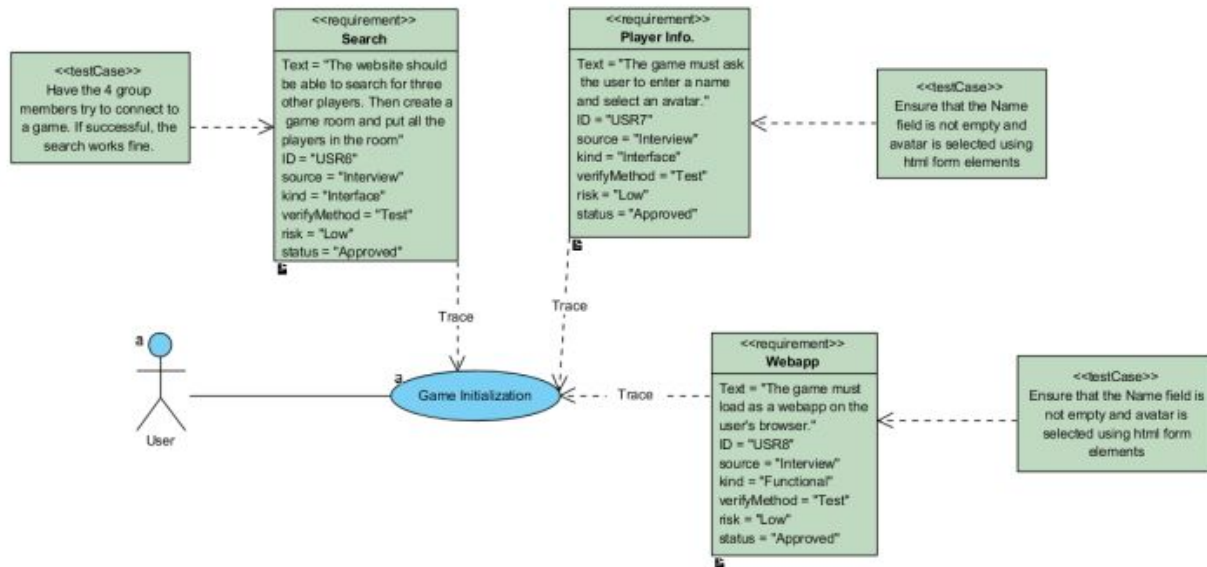 <<requirement>>
Search
Text = "The website should
be able to search for three
other players. Then create a
game room and put all the
players in the room"
ID = "USR6"
source = "Interview"
kind = "Interface"
verifyMethod = "Test"
risk = "Low"
status = "Approved"
<<requirement>>
Player Info.
Text = "The game must ask
the user to enter a name
and select an avatar."
ID = "USR7"
source = "Interview"
kind = "Interface"
verifyMethod = "Test"
risk = "Low"
status = "Approved"
<<testCase>>
Have the 4 group
members try to connect to
a game. If successful, the
search works fine.
<<testCase>>
Ensure that the Name
field is not empty and
avatar is selected using
html form elements
Trace
Trace
a
User
a
Game Initialization
Trace
<<requirement>>
Webapp
Text = "The game must
load as a webapp on the
user's browser."
ID = "USR8"
source = "Interview"
kind = "Functional"
verifyMethod = "Test"
risk = "Low"
status = "Approved"
<<testCase>>
Ensure that the Name field is
not empty and avatar is
selected using html form
elements